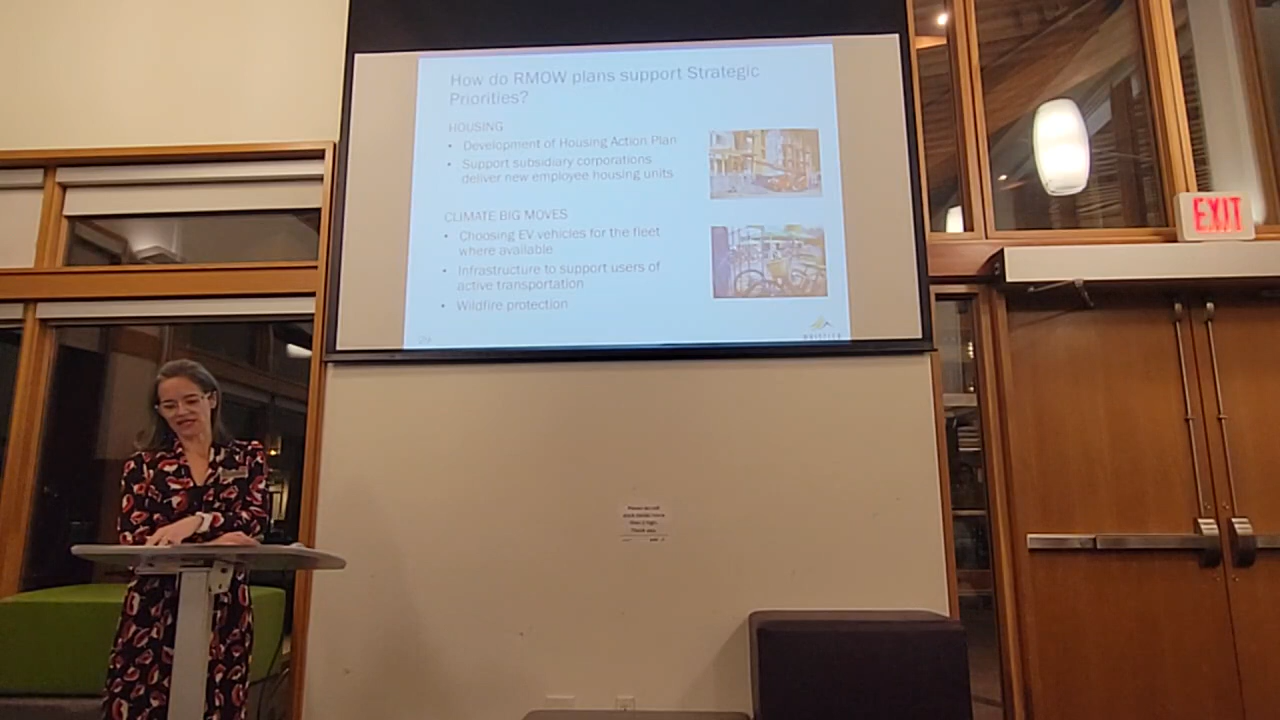 How do RMOW plans support Strategic
Priorities?
HOUSING
• Development of Housing Action Plan
• Support subsidiary corporations
deliver new employee housing units
CLIMATE BIG MOVES
• Choosing EV vehicles for the fleet
where available
• Infrastructure to support users of
active transportation
• Wildfire protection
WHISTLER
EXIT